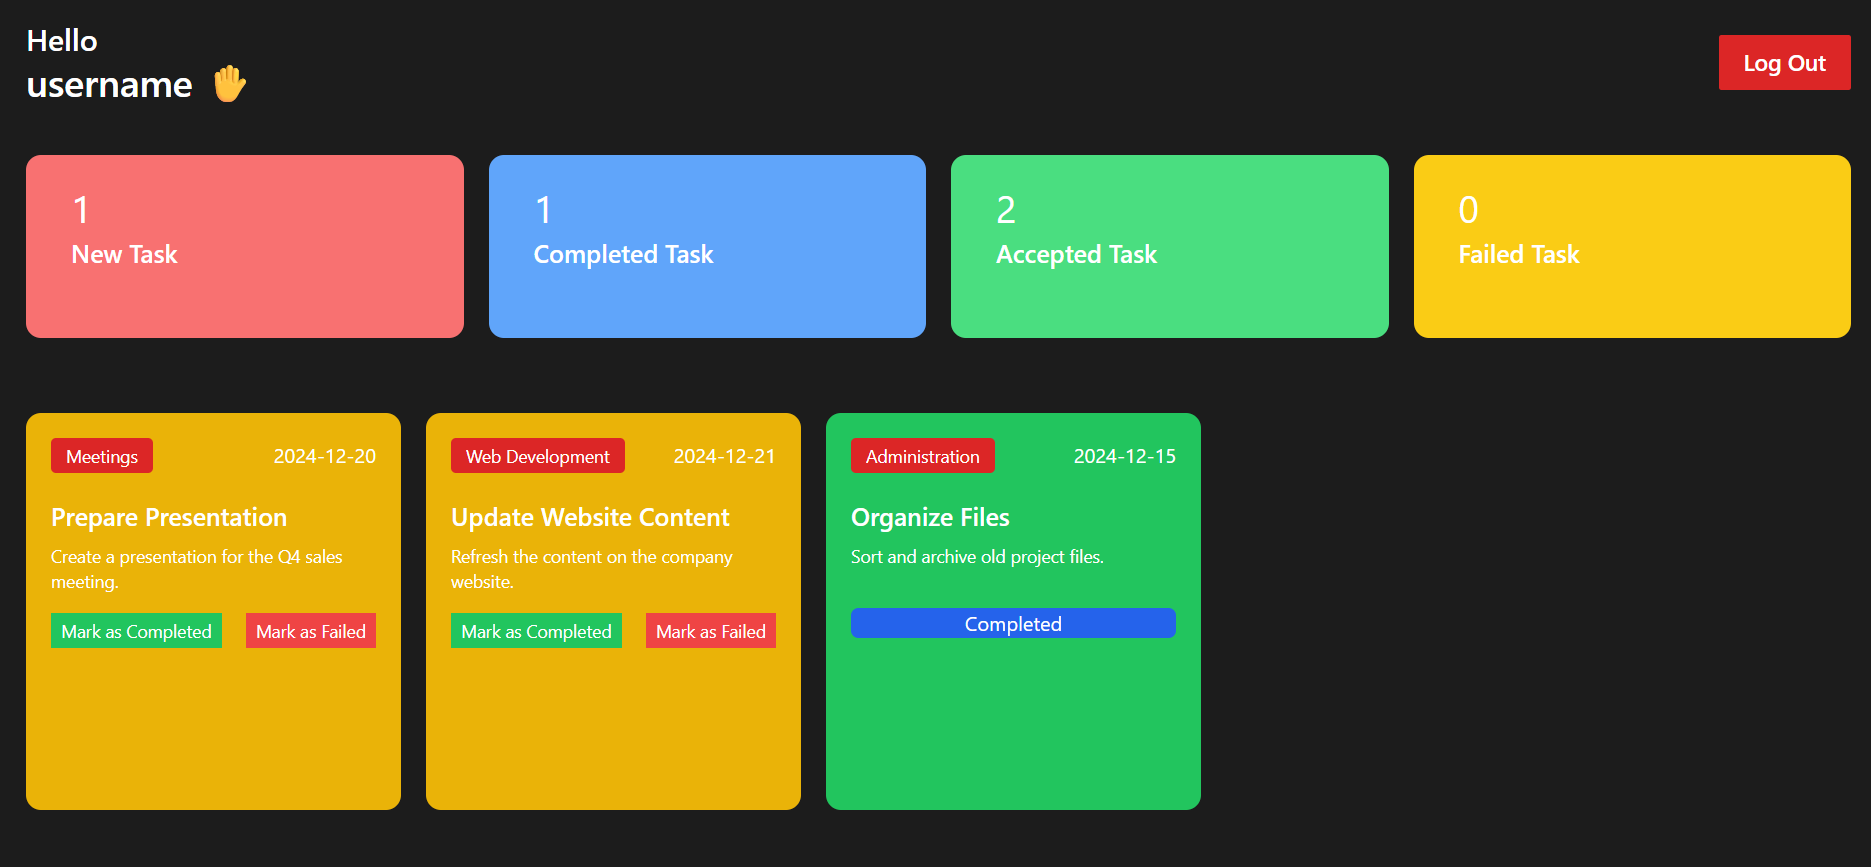 Hello
username 🤚
Log Out
1
New Task
1
Completed Task
2
Accepted Task
0
Failed Task
Meetings
2024-12-20
Prepare Presentation
Create a presentation for the Q4 sales
meeting.
Mark as Completed
Mark as Failed
Web Development
2024-12-21
Update Website Content
Refresh the content on the company
website.
Mark as Completed
Mark as Failed
Administration
2024-12-15
Organize Files
Sort and archive old project files.
Completed